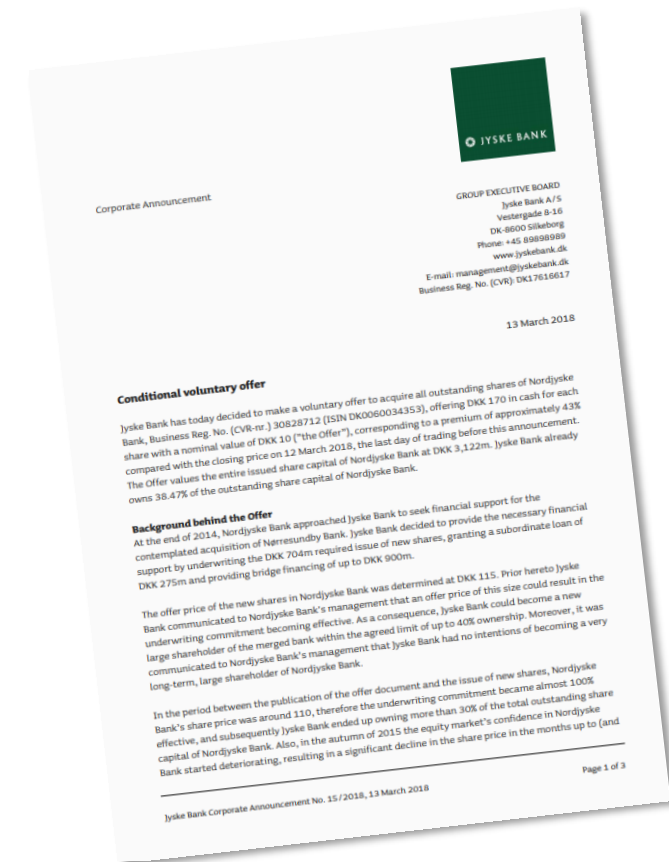 JYSKE BANK
Corporate Announcement
GROUP EXECUTIVE BOARD
Jyske Bank A/S
Vestergade 8-16
DK-8600 Silkeborg
Phone: +45 89898989
www.jyskebank.dk
E-mail: management@jyskebank.dk
Business Reg. No. (CVR): DK17616617
13 March 2018
Conditional voluntary offer
Jyske Bank has today decided to make a voluntary offer to acquire all outstanding shares of Nordjyske
Bank, Business Reg. No. (CVR-nr.) 30828712 (ISIN DK0060034353), offering DKK 170 in cash for each
share with a nominal value of DKK 10 ("the Offer"), corresponding to a premium of approximately 43%
compared with the closing price on 12 March 2018, the last day of trading before this announcement.
The Offer values the entire issued share capital of Nordjyske Bank at DKK 3,122m. Jyske Bank already
owns 38.47% of the outstanding share capital of Nordjyske Bank.
Background behind the Offer
At the end of 2014, Nordjyske Bank approached Jyske Bank to seek financial support for the
contemplated acquisition of Nørresundby Bank. Jyske Bank decided to provide the necessary financial
support by underwriting the DKK 704m required issue of new shares, granting a subordinate loan of
DKK 275m and providing bridge financing of up to DKK 900m.
The offer price of the new shares in Nordjyske Bank was determined at DKK 115. Prior hereto Jyske
Bank communicated to Nordjyske Bank's management that an offer price of this size could result in the
underwriting commitment becoming effective. As a consequence, Jyske Bank could become a new
large shareholder of the merged bank within the agreed limit of up to 40% ownership. Moreover, it was
communicated to Nordjyske Bank's management that Jyske Bank had no intentions of becoming a very
long-term, large shareholder of Nordjyske Bank.
In the period between the publication of the offer document and the issue of new shares, Nordjyske
Bank's share price was around 110, therefore the underwriting commitment became almost 100%
effective, and subsequently Jyske Bank ended up owning more than 30% of the total outstanding share
capital of Nordjyske Bank. Also, in the autumn of 2015 the equity market's confidence in Nordjyske
Bank started deteriorating, resulting in a significant decline in the share price in the months up to (and
Jyske Bank Corporate Announcement No. 15/2018, 13 March 2018
Page 1 of 3